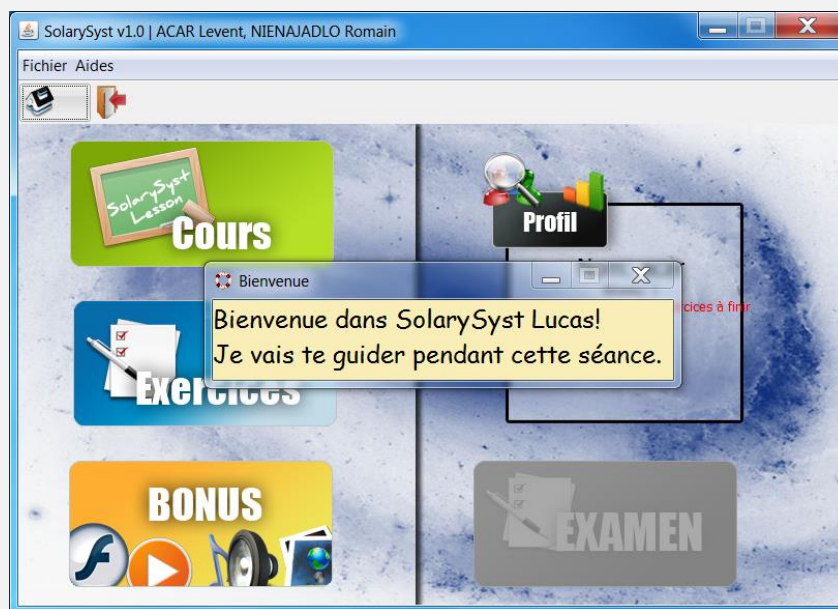 SolarySyst v1.0 | ACAR Levent, NIENAJADLO Romain
Fichier Aides
SolarySyst
Lesson
Cours
Profil
Bienvenue
Bienvenue dans SolarySyst Lucas!
Je vais te guider pendant cette séance.
à finir
Exercices
BONUS
EXAMEN